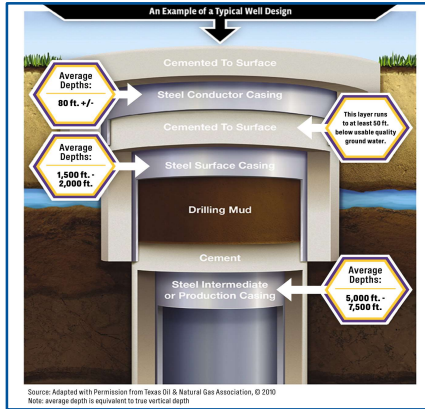 An Example of a Typical Well Design
Cemented To Surface
Average
Depths:
80 ft. +/-
Steel Conductor Casing
Cemented To Surface
This layer runs
to at least 50 ft.
below usable quality
ground water.
Average
Depths:
1,500 ft. -
2,000 ft.
Steel Surface Casing
Drilling Mud
Cement
Steel Intermediate
or Production Casing
Average
Depths:
5,000 ft. -
7,500 ft.
Source: Adapted with Permission from Texas Oil & Natural Gas Association, © 2010
Note: average depth is equivalent to true vertical depth